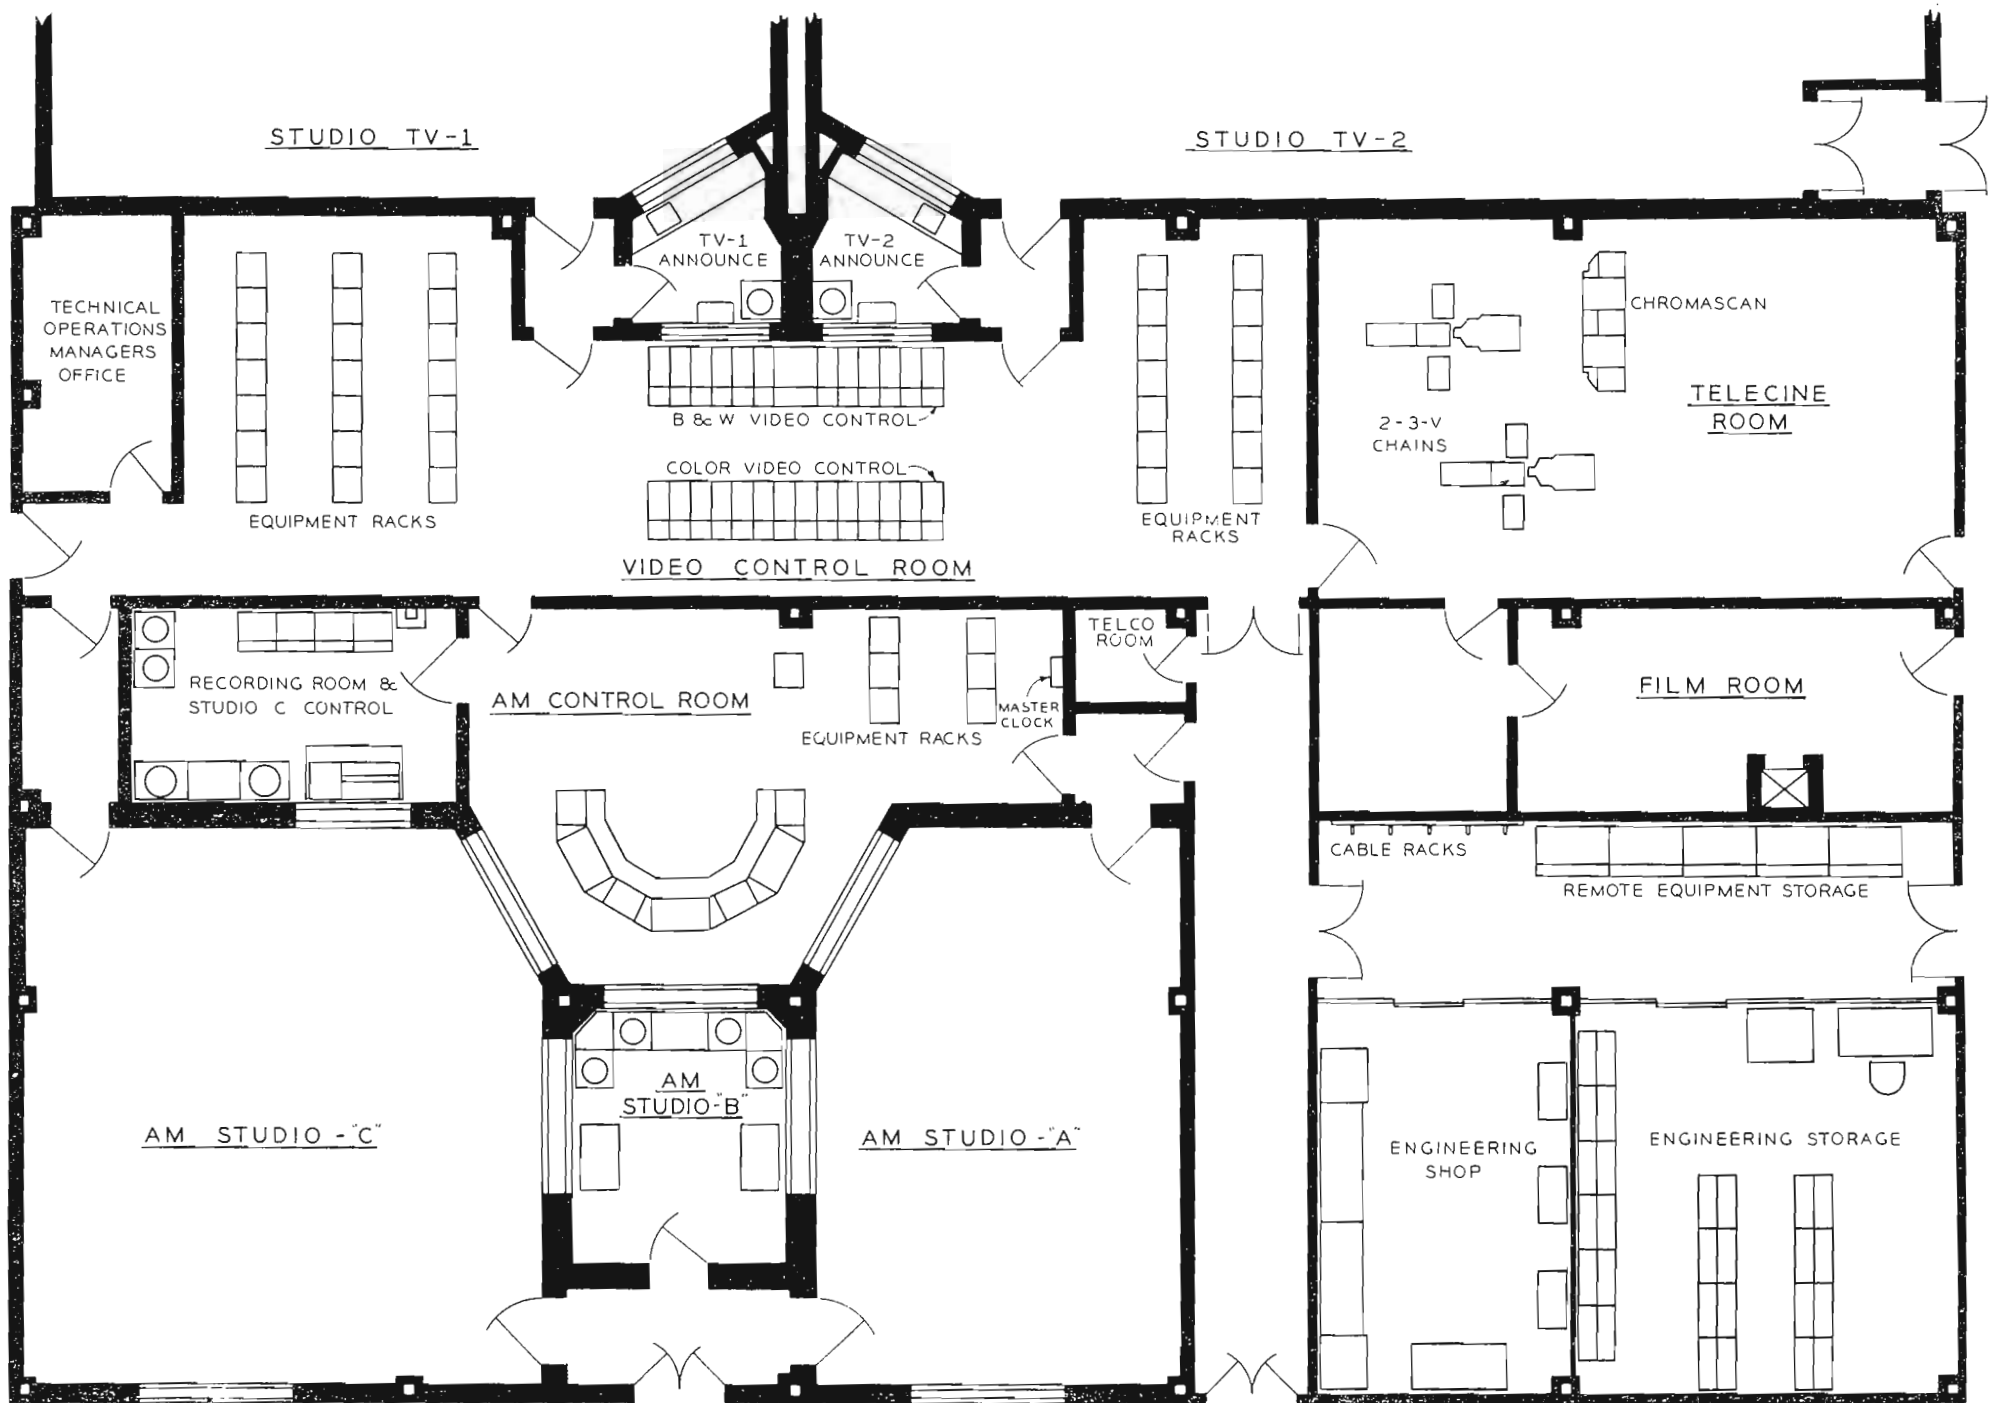 STUDIO TV-1
STUDIO TV-2
TV-1
ANNOUNCE
TV-2
ANNOUNCE
TECHNICAL
OPERATIONS
MANAGERS
OFFICE
CHROMASCAN
TELECINE
ROOM
2-3-V
CHAINS
B & W VIDEO CONTROL
COLOR VIDEO CONTROL
EQUIPMENT RACKS
EQUIPMENT
RACKS
VIDEO CONTROL ROOM
RECORDING ROOM &
STUDIO C CONTROL
AM CONTROL ROOM
TELCO
ROOM
MASTER
CLOCK
EQUIPMENT RACKS
FILM ROOM
CABLE RACKS
REMOTE EQUIPMENT STORAGE
AM STUDIO-"C"
AM
STUDIO-"B"
AM STUDIO-"A"
ENGINEERING
SHOP
ENGINEERING STORAGE